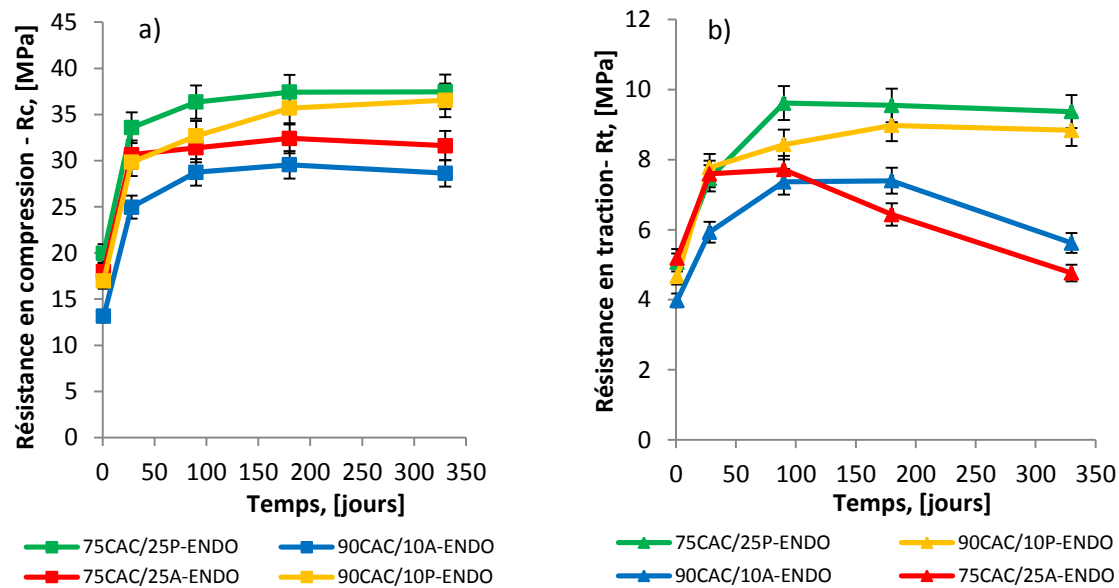 a)
Résistance en compression - Rc, [MPa]
45
40
35
30
25
20
15
10
5
0
0 50 100 150 200 250 300 350
Temps, [jours]
75CAC/25P-ENDO 90CAC/10A-ENDO
75CAC/25A-ENDO 90CAC/10P-ENDO
b)
Résistance en traction- Rt, [MPa]
12
10
8
6
4
2
0
0 50 100 150 200 250 300 350
Temps, [jours]
75CAC/25P-ENDO 90CAC/10P-ENDO
90CAC/10A-ENDO 75CAC/25A-ENDO